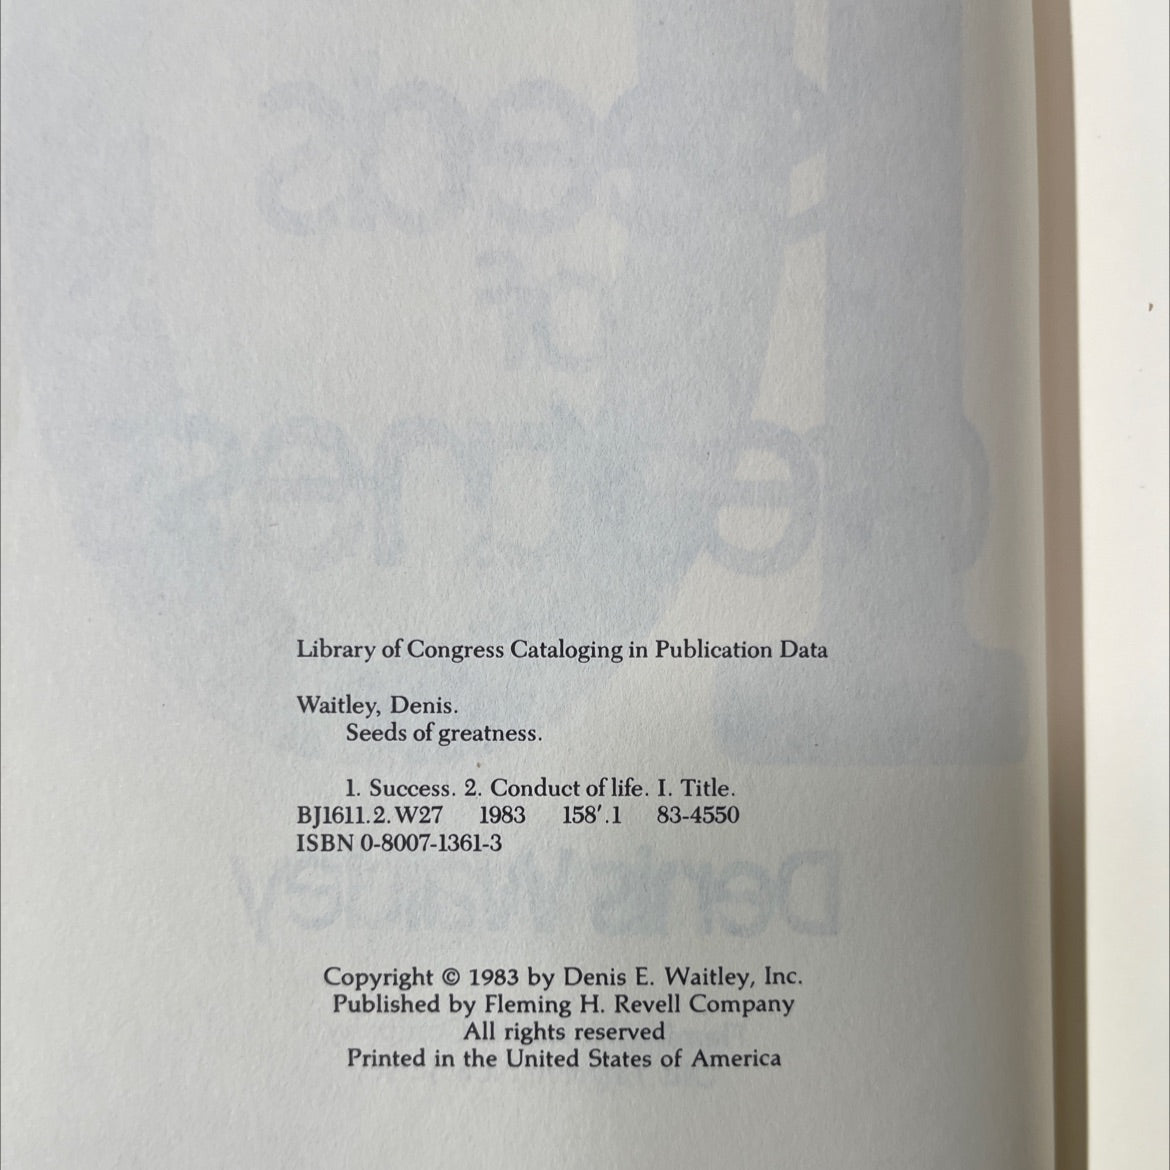 Library of Congress Cataloging in Publication Data
Waitley, Denis.
Seeds of greatness.
1. Success. 2. Conduct of life. I. Title.
BJ1611.2.W27 1983 158′.1 83-4550
ISBN 0-8007-1361-3
Denis Waitley
Copyright © 1983 by Denis E. Waitley, Inc.
Published by Fleming H. Revell Company
All rights reserved
Printed in the United States of America